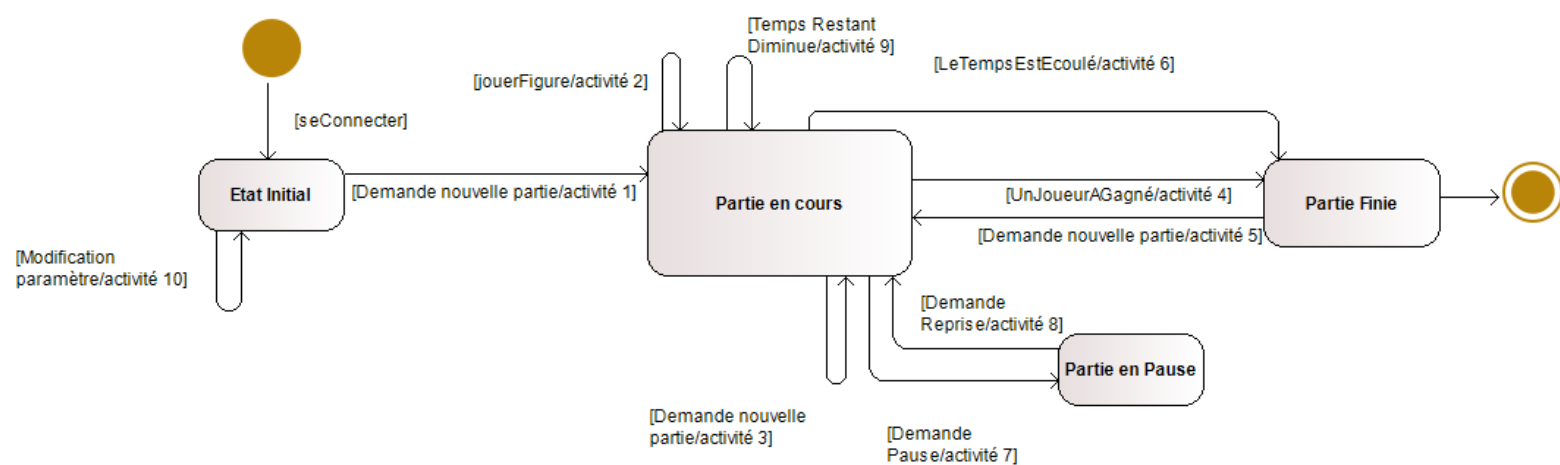 [Temps Restant
Diminue/activité 9]
[jouerFigure/activité 2]
[LeTempsEstEcoulé/activité 6]
[seConnecter]
Etat Initial
[Demande nouvelle partie/activité 1]
Partie en cours
[UnJoueurAGagné/activité 4]
Partie Finie
[Demande nouvelle partie/activité 5]
[Modification
paramètre/activité 10]
[Demande
Reprise/activité 8]
Partie en Pause
[Demande nouvelle
partie/activité 3]
[Demande
Pause/activité 7]